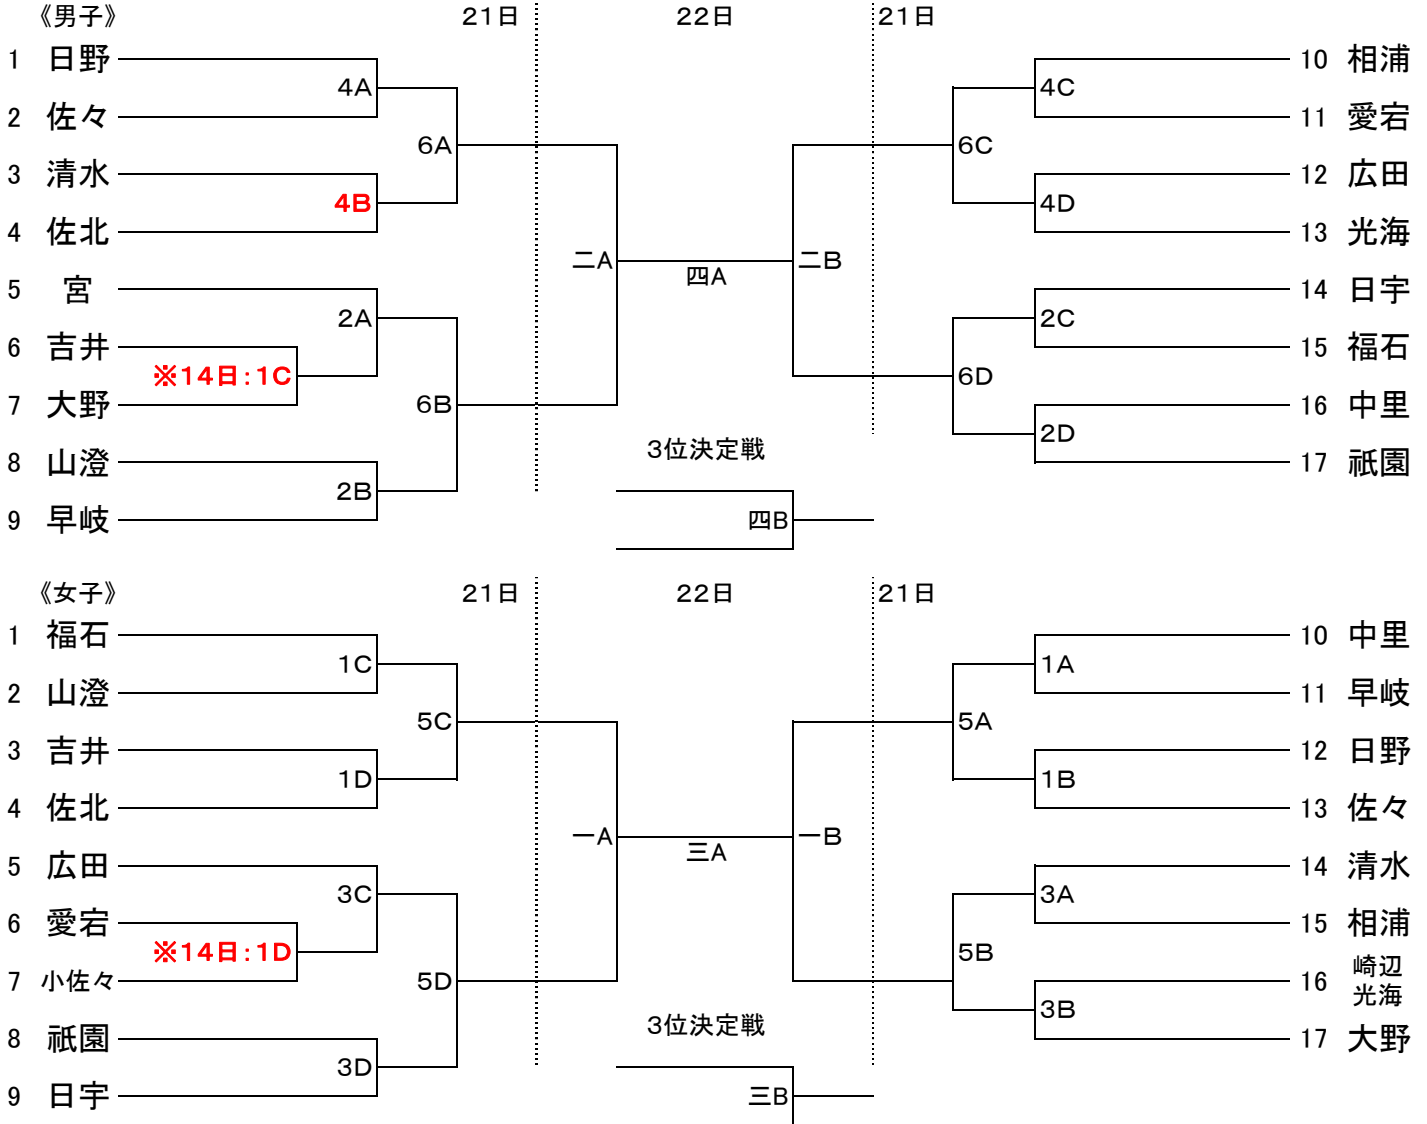 《男子》 21日 22日 21日
1 日野 10 相浦
4A 4C
2 佐々 11 愛宕
6A 6C
3 清水 12 広田
4B 4D
4 佐北 13 光海
二A 四A 二B
5 宮 14 日宇
2A 2C
6 吉井 15 福石
※14日:1C 6D
7 大野 16 中里
6B 2D
3位決定戦
8 山澄 17 祇園
2B
9 早岐 四B
《女子》 21日 22日 21日
1 福石 10 中里
1C 1A
2 山澄 11 早岐
5C 5A
3 吉井 12 日野
1D 1B
4 佐北 13 佐々
一A 三A 一B
5 広田 14 清水
3C 3A
6 愛宕 15 相浦
※14日:1D 5B
7 小佐々 5D 16 崎辺
光海
3B
3位決定戦
8 祇園 17 大野
3D
9 日宇 三B